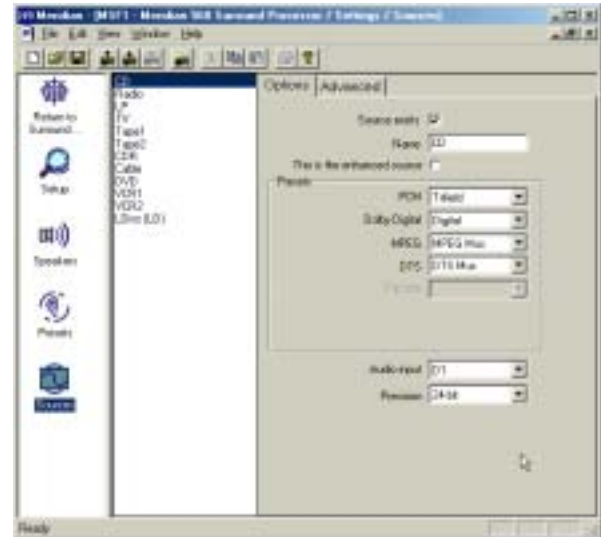 Meridian - [MSF1 - Meridian 568 Surround Processor / Settings / Sources]
File Edit View Window Help
Return to
Surround...
Setup
Speakers
Presets
Sources
CD
Radio
LP
TV
Tape1
Tape2
CDR
Cable
DVD
VCR1
VCR2
LDisc (LD)
Options Advanced
Source exists
Name CD
This is the enhanced source
Presets
PCM Trifield
Dolby Digital Digital
MPEG MPEG Mus
DTS DTS Mus
Audio input D1
Precision 24-bit
Ready